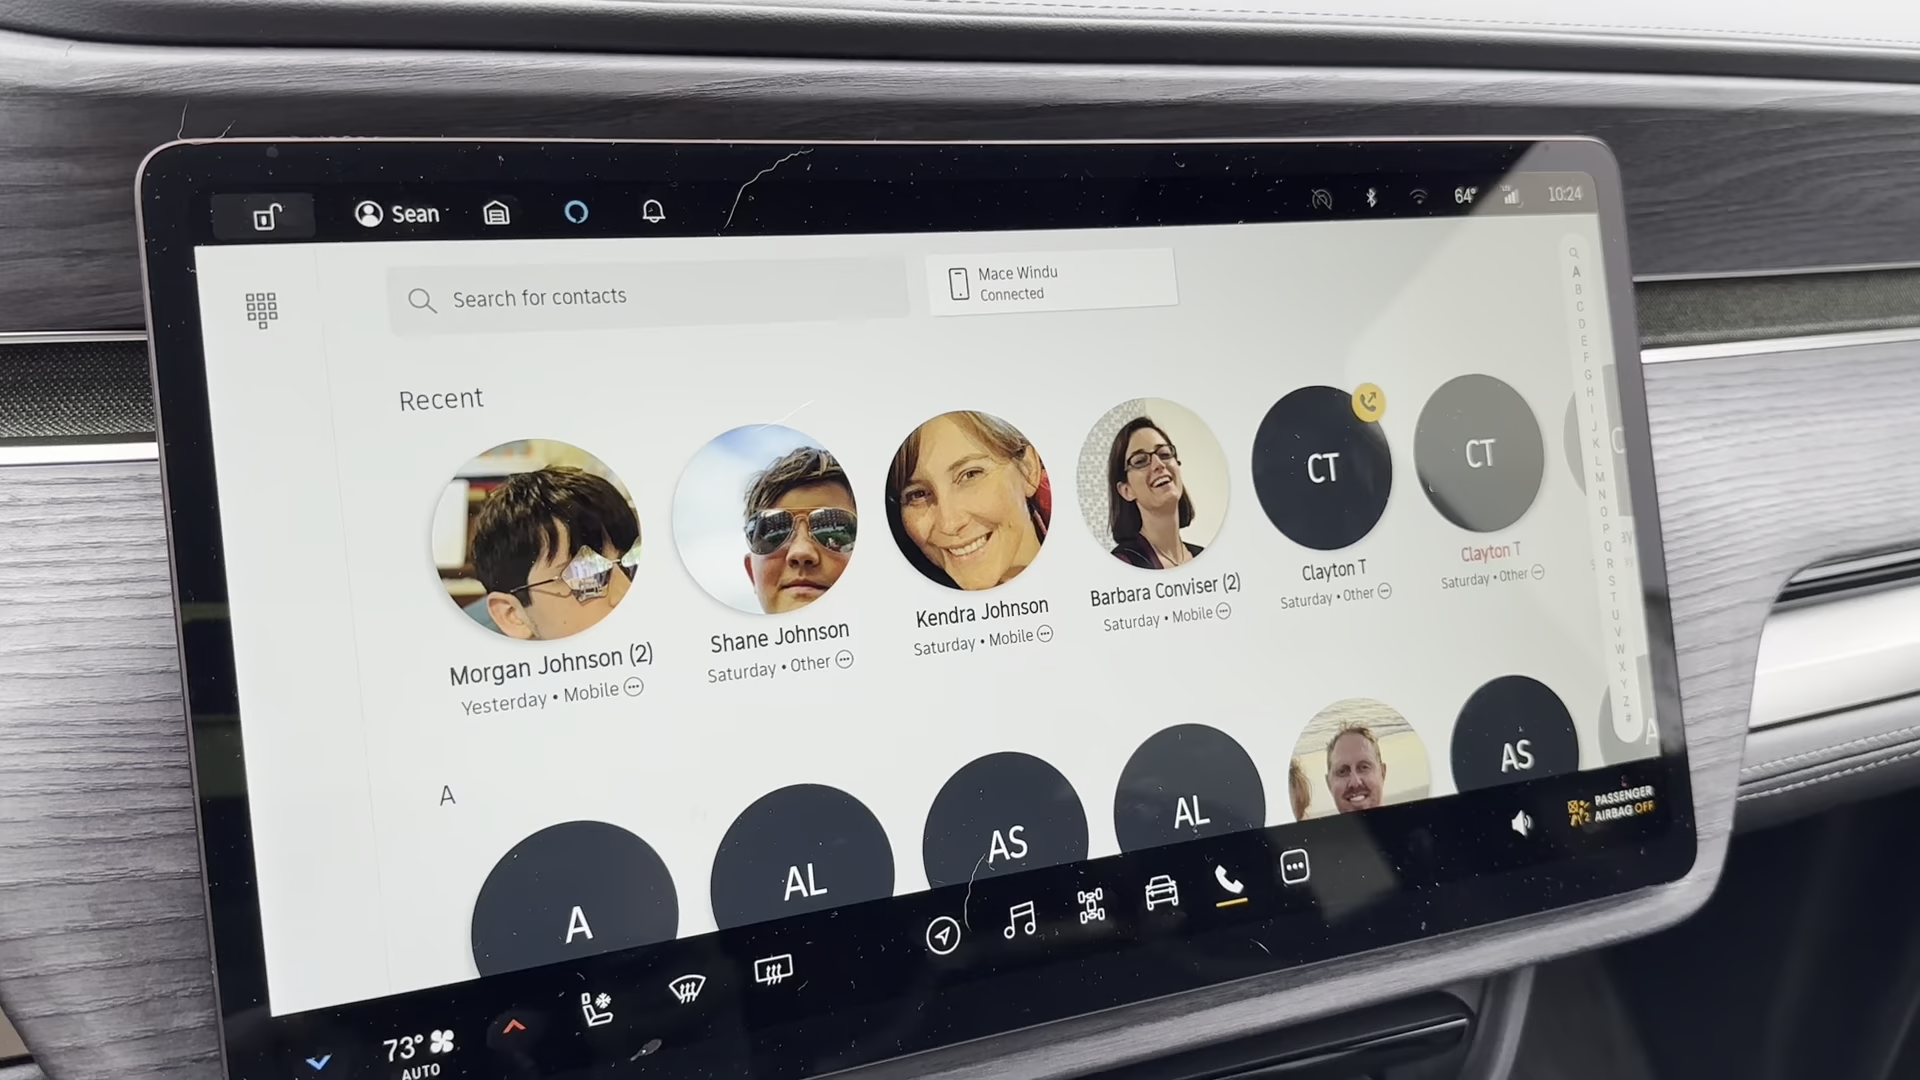 Sean
64°
LTE
10:24
Search for contacts
Mace Windu
Connected
Recent
CT
CT
Morgan Johnson (2)
Yesterday • Mobile
Shane Johnson
Saturday • Other
Kendra Johnson
Saturday • Mobile
Barbara Conviser (2)
Saturday • Mobile
Clayton T
Saturday • Other
Clayton T
Saturday • Other
A
A
AL
AS
AL
AS
A
B
C
D
E
F
G
H
I
J
K
L
M
N
O
P
Q
R
S
T
U
V
W
X
Y
Z
#
PASSENGER
AIRBAG OFF
73°
AUTO